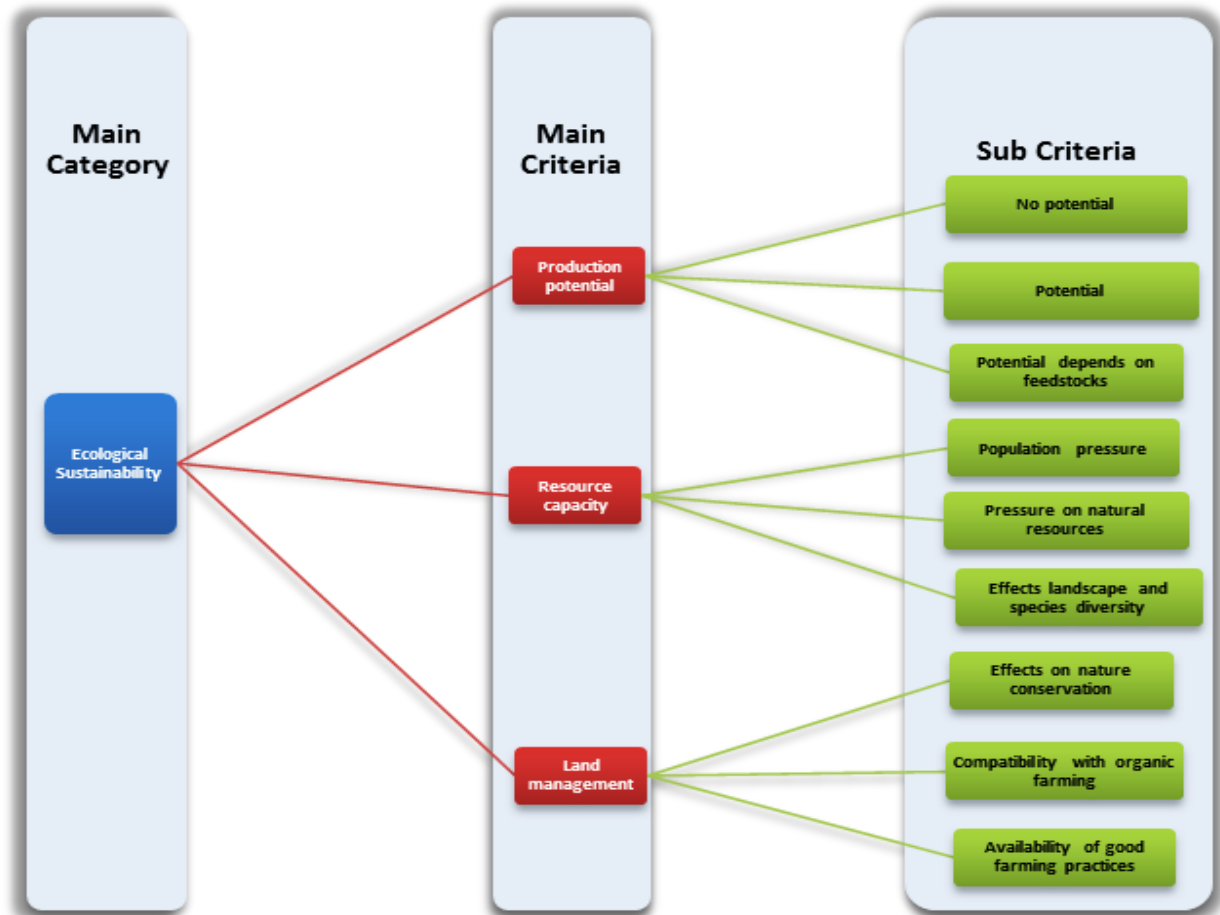 Main
Category
Ecological
Sustainability
Main
Criteria
Production
potential
Resource
capacity
Land
management
Sub Criteria
No potential
Potential
Potential depends on
feedstocks
Population pressure
Pressure on natural
resources
Effects landscape and
species diversity
Effects on nature
conservation
Compatibility with organic
farming
Availability of good
farming practices